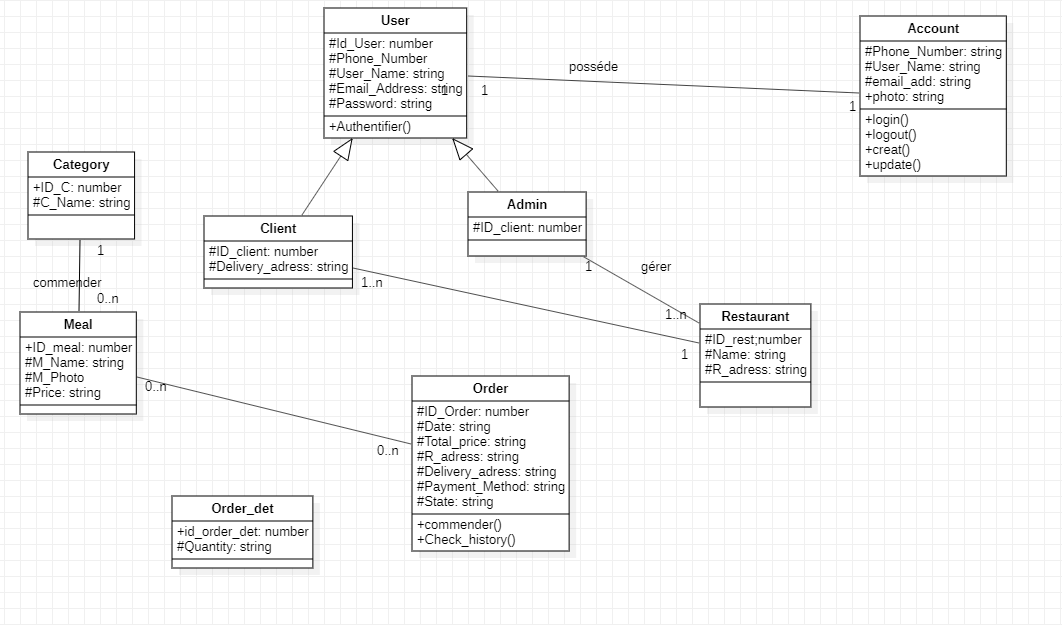 User
#Id_User: number
#Phone_Number
#User_Name: string
#Email_Address: string
#Password: string
+Authentifier()
1
1
posséde
1
Account
#Phone_Number: string
#User_Name: string
#email_add: string
+photo: string
+login()
+logout()
+creat()
+update()
Category
+ID_C: number
#C_Name: string
1
commender
0..n
Client
#ID_client: number
#Delivery_adress: string
1..n
1
Admin
#ID_client: number
1
gérer
1..n
Restaurant
#ID_rest;number
#Name: string
#R_adress: string
Meal
+ID_meal: number
#M_Name: string
#M_Photo
#Price: string
0..n
0..n
Order
#ID_Order: number
#Date: string
#Total_price: string
#R_adress: string
#Delivery_adress: string
#Payment_Method: string
#State: string
+commender()
+Check_history()
Order_det
+id_order_det: number
#Quantity: string